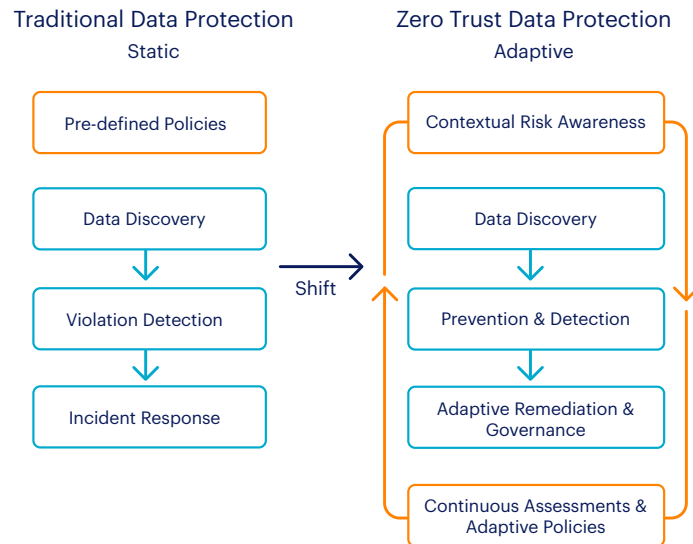 Traditional Data Protection
Static
Pre-defined Policies
Data Discovery
Violation Detection
Incident Response
Shift
Zero Trust Data Protection
Adaptive
Contextual Risk Awareness
Data Discovery
Prevention & Detection
Adaptive Remediation &
Governance
Continuous Assessments &
Adaptive Policies